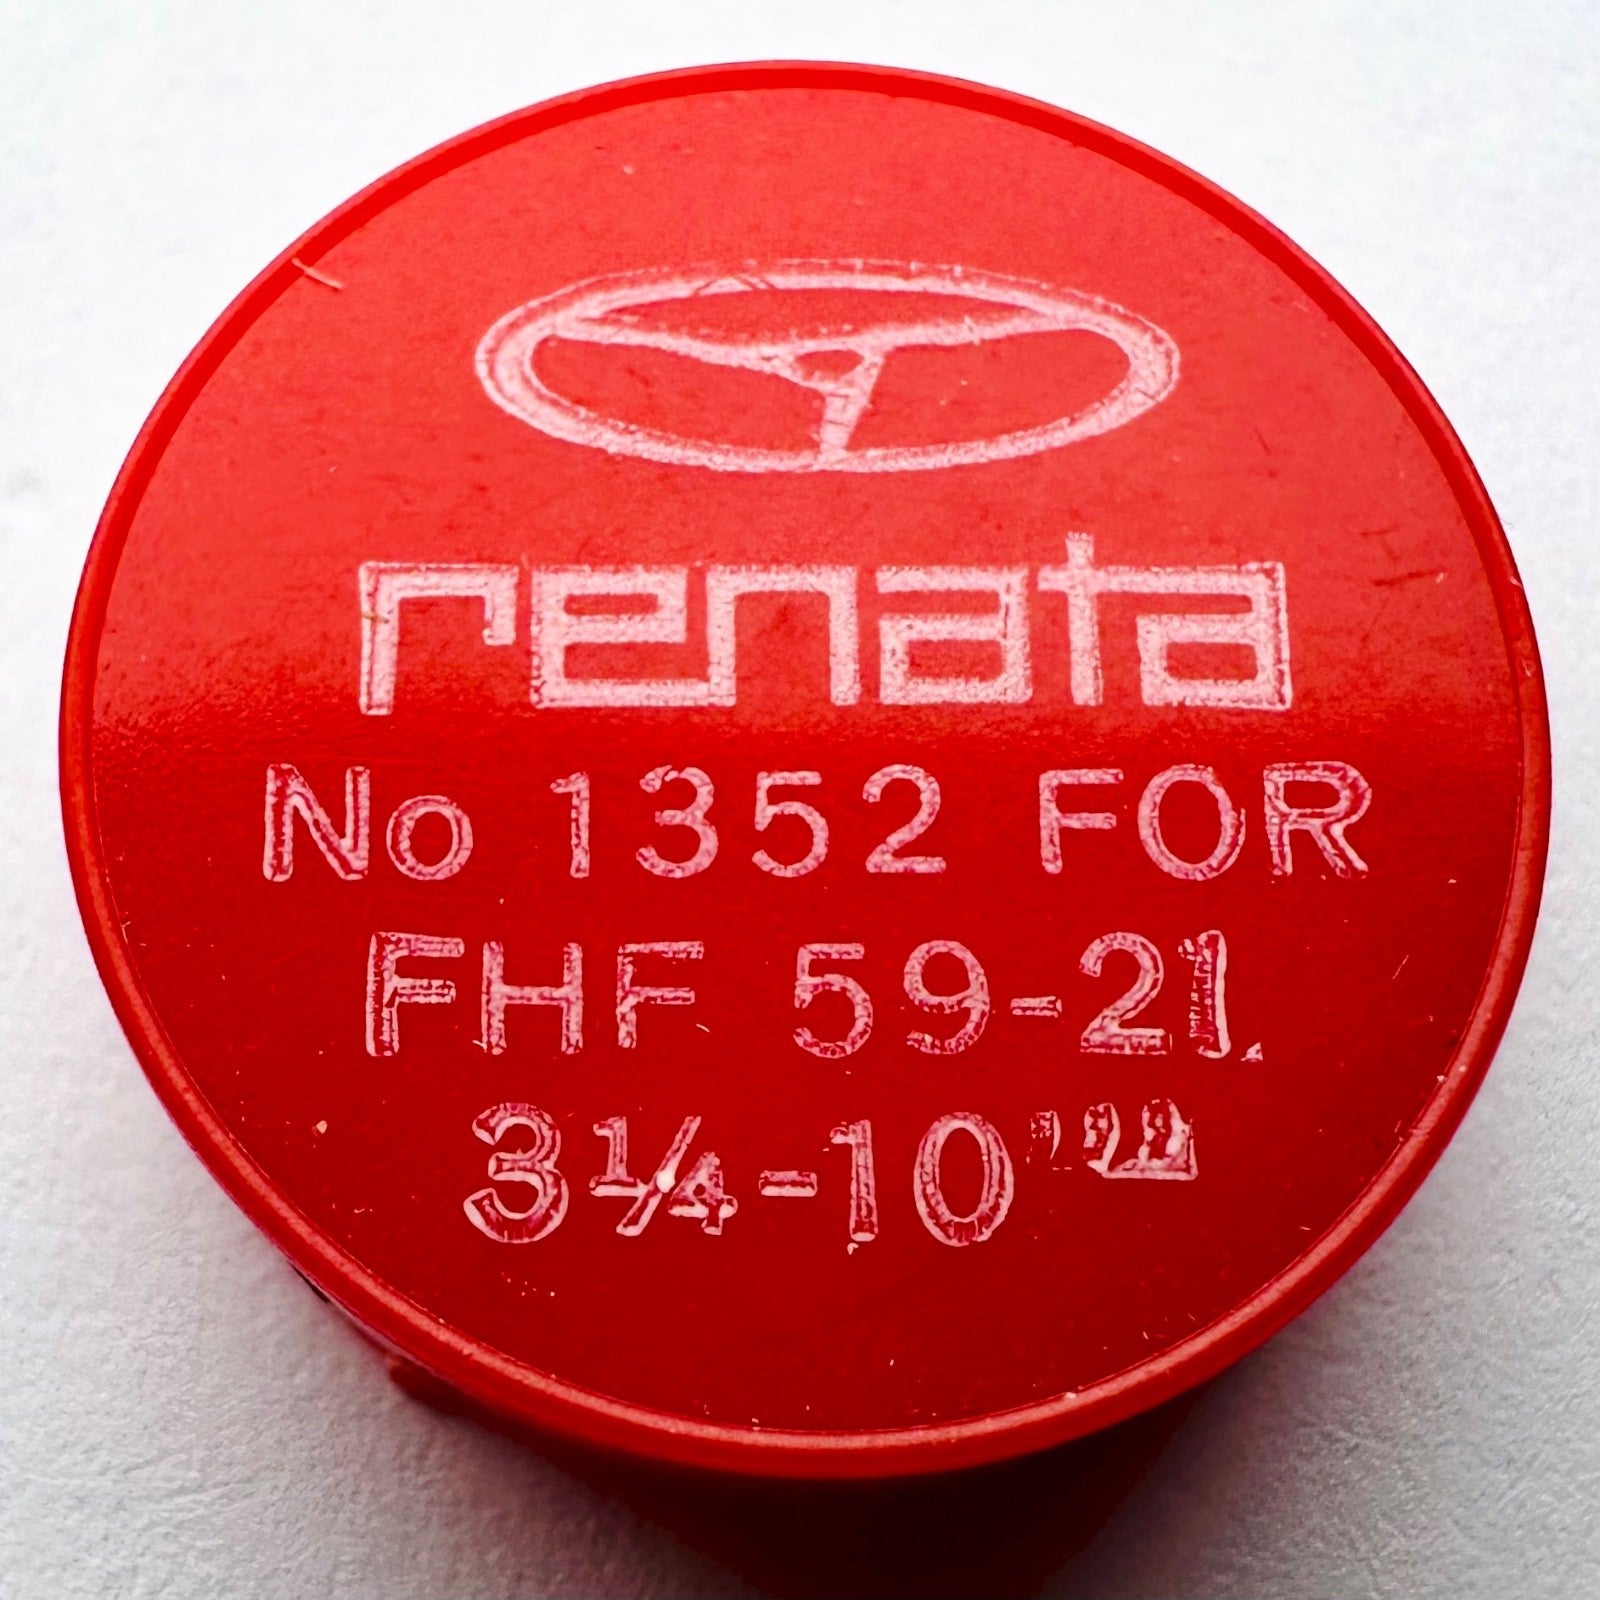 renata
No 1352 FOR
FHF 59-21
3¼-10